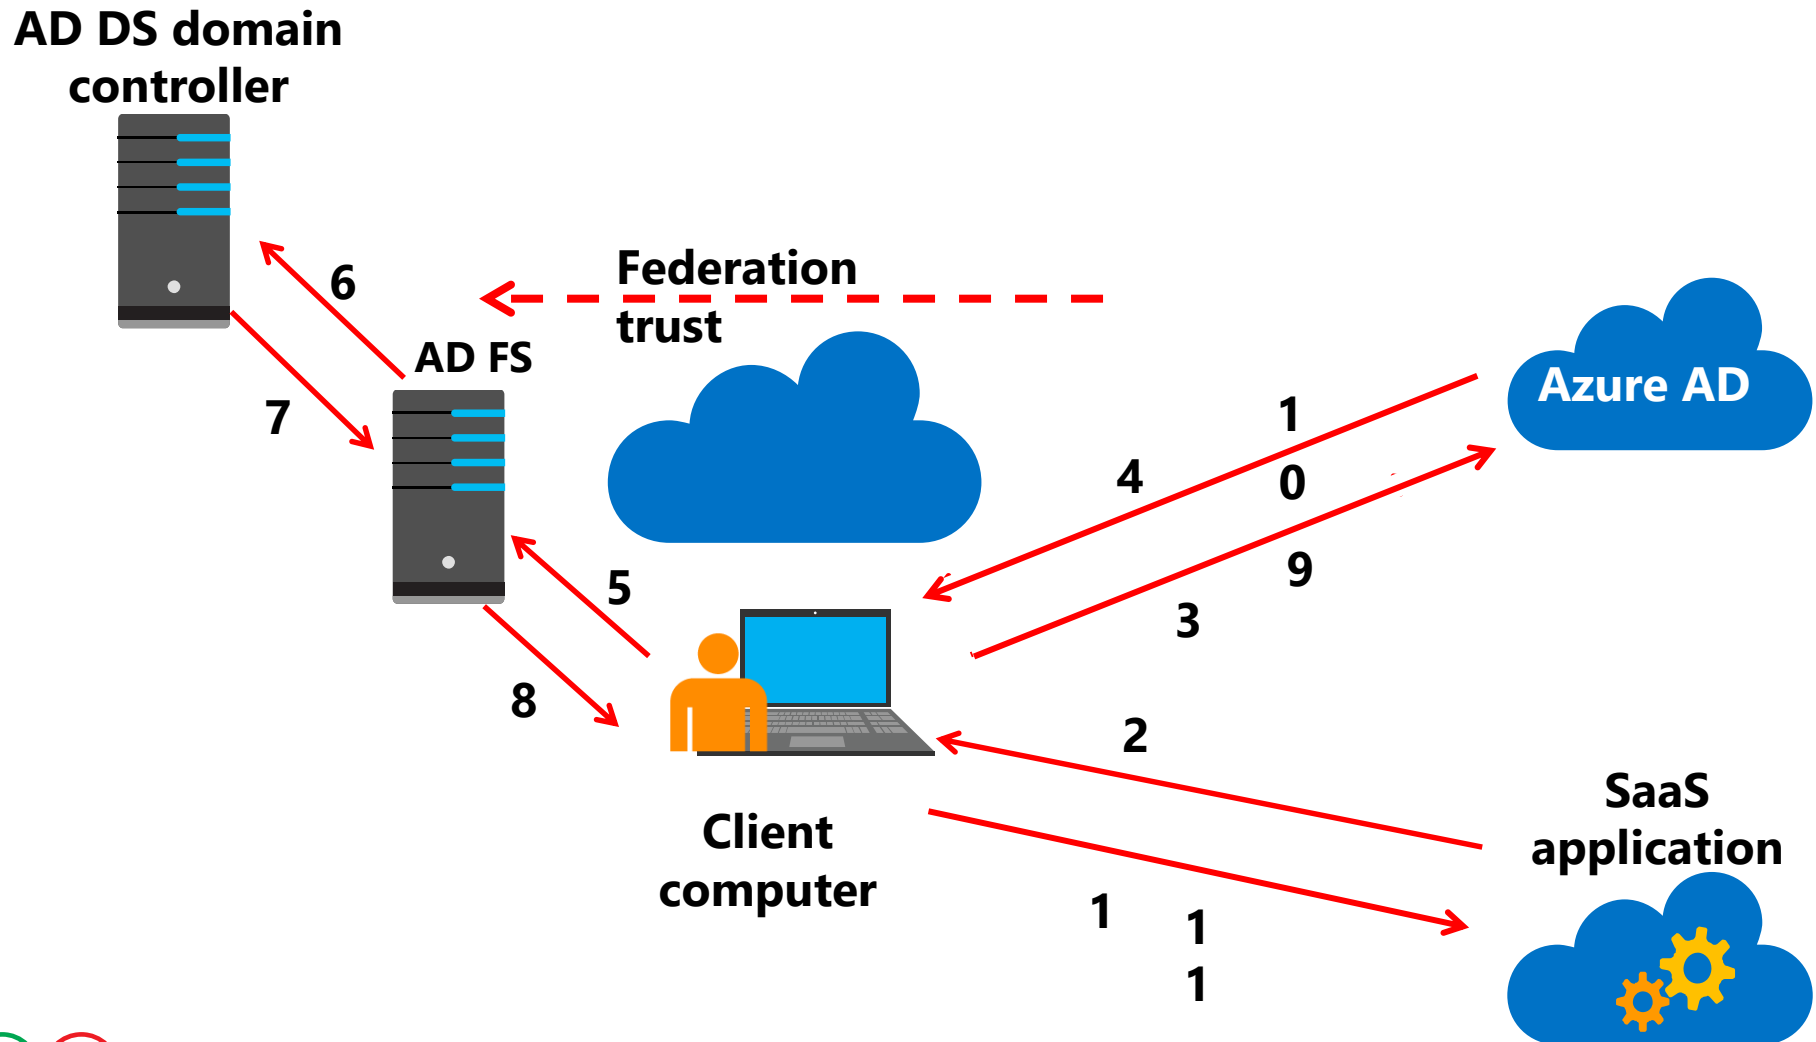 AD DS domain
controller
6
Federation
trust
AD FS
7
Azure AD
1
0
4
9
5
3
8
2
SaaS
application
Client
computer
1
1
1